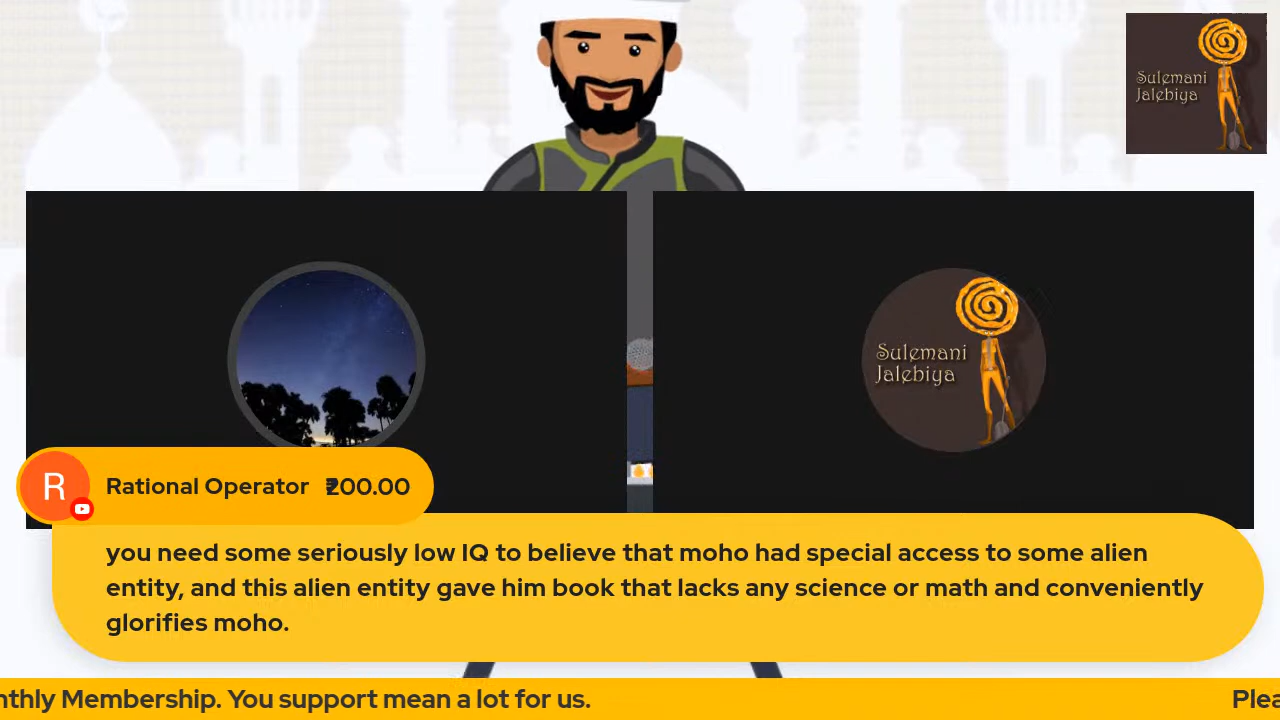 Sulemani
Jalebiya
Sulemani
Jalebiya
R
Rational Operator ₹200.00
you need some seriously low IQ to believe that moho had special access to some alien
entity, and this alien entity gave him book that lacks any science or math and conveniently
glorifies moho.
nthly Membership. You support mean a lot for us.
Plea